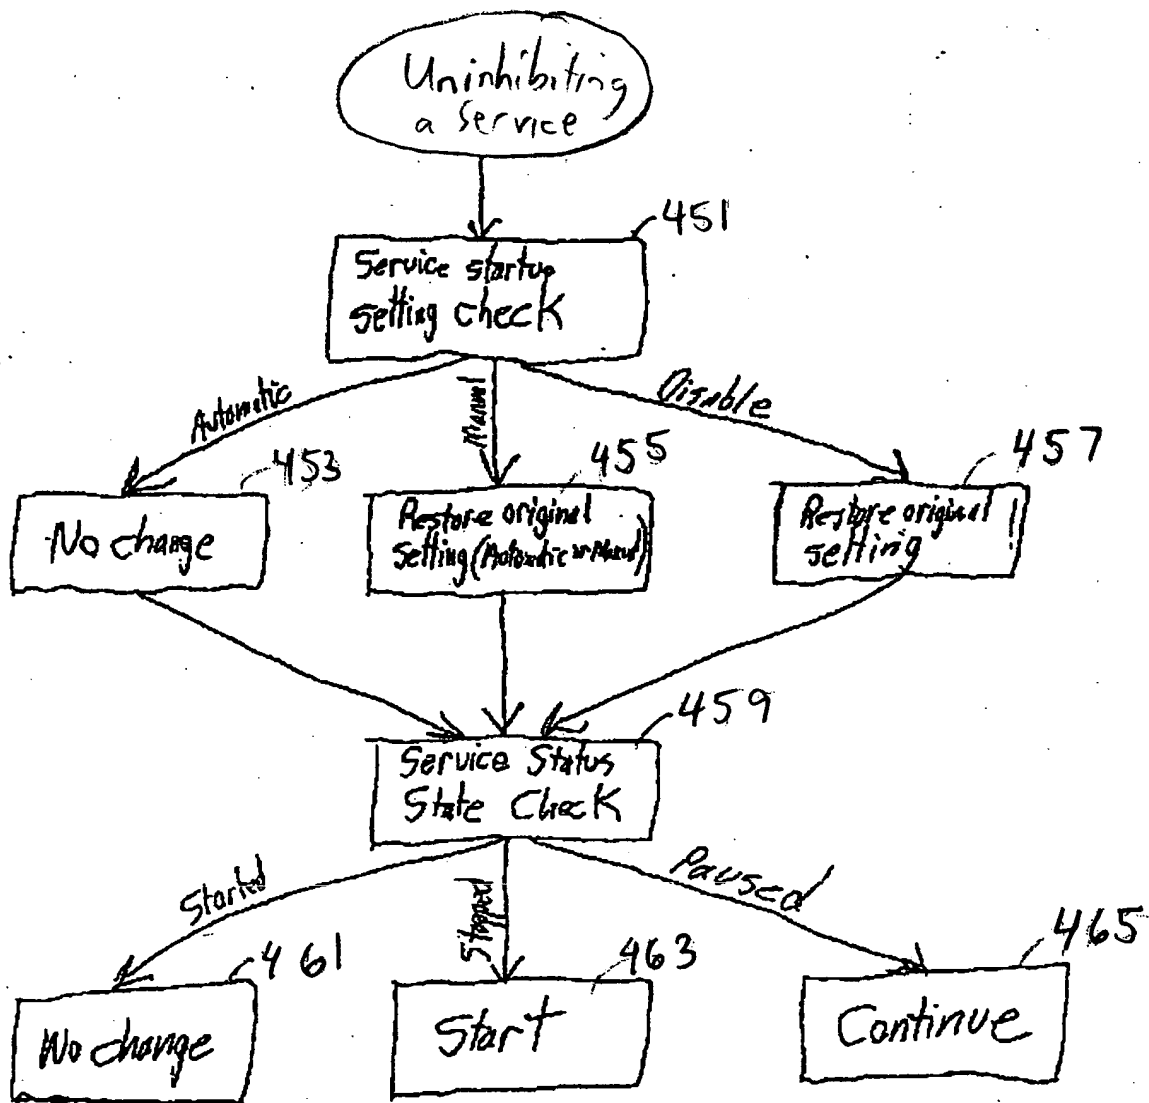 Uninhibiting
a Service
451
Service startup
setting check
Automatic
Manual
Disable
453
455
457
No change
Restore original
setting (Automatic or Manual)
Restore original
setting
459
Service Status
State Check
Started
Stopped
Paused
461
463
465
No change
Start
Continue